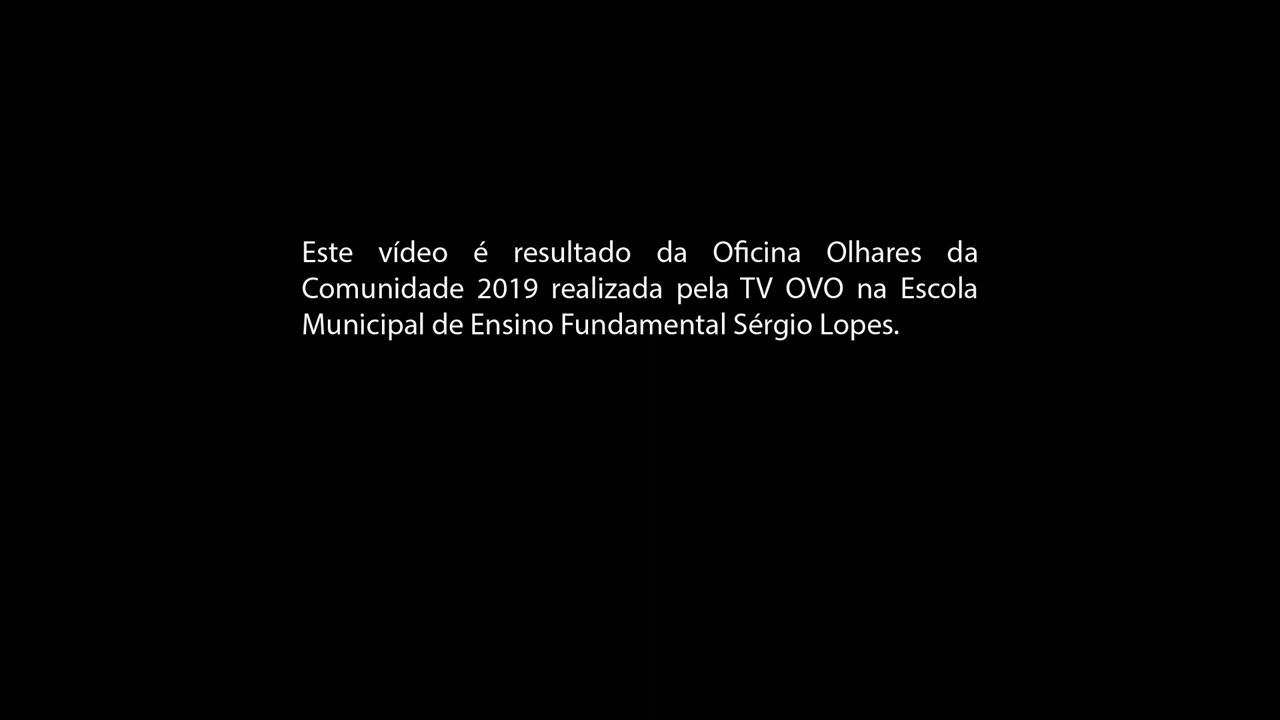 Este vídeo é resultado da Oficina Olhares da
Comunidade 2019 realizada pela TV OVO na Escola
Municipal de Ensino Fundamental Sérgio Lopes.